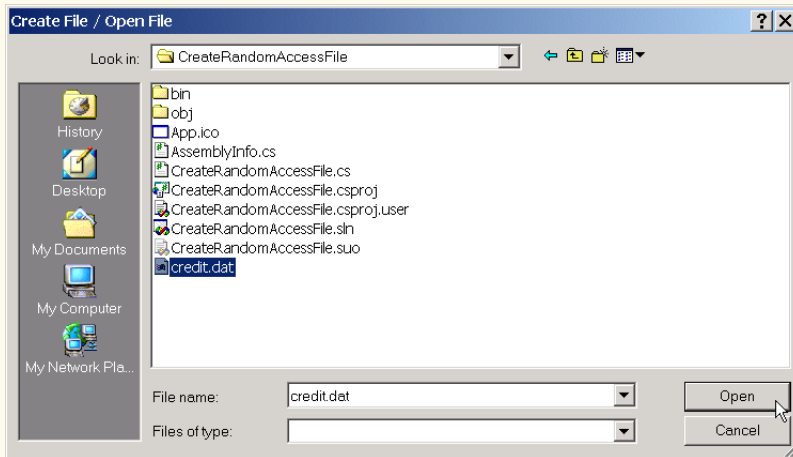 Create File / Open File
Look in: CreateRandomAccessFile
History
Desktop
My Documents
My Computer
My Network Pla...
bin
obj
App.ico
AssemblyInfo.cs
CreateRandomAccessFile.cs
CreateRandomAccessFile.csproj
CreateRandomAccessFile.csproj.user
CreateRandomAccessFile.sln
CreateRandomAccessFile.suo
credit.dat
File name: credit.dat Open
Files of type: Cancel